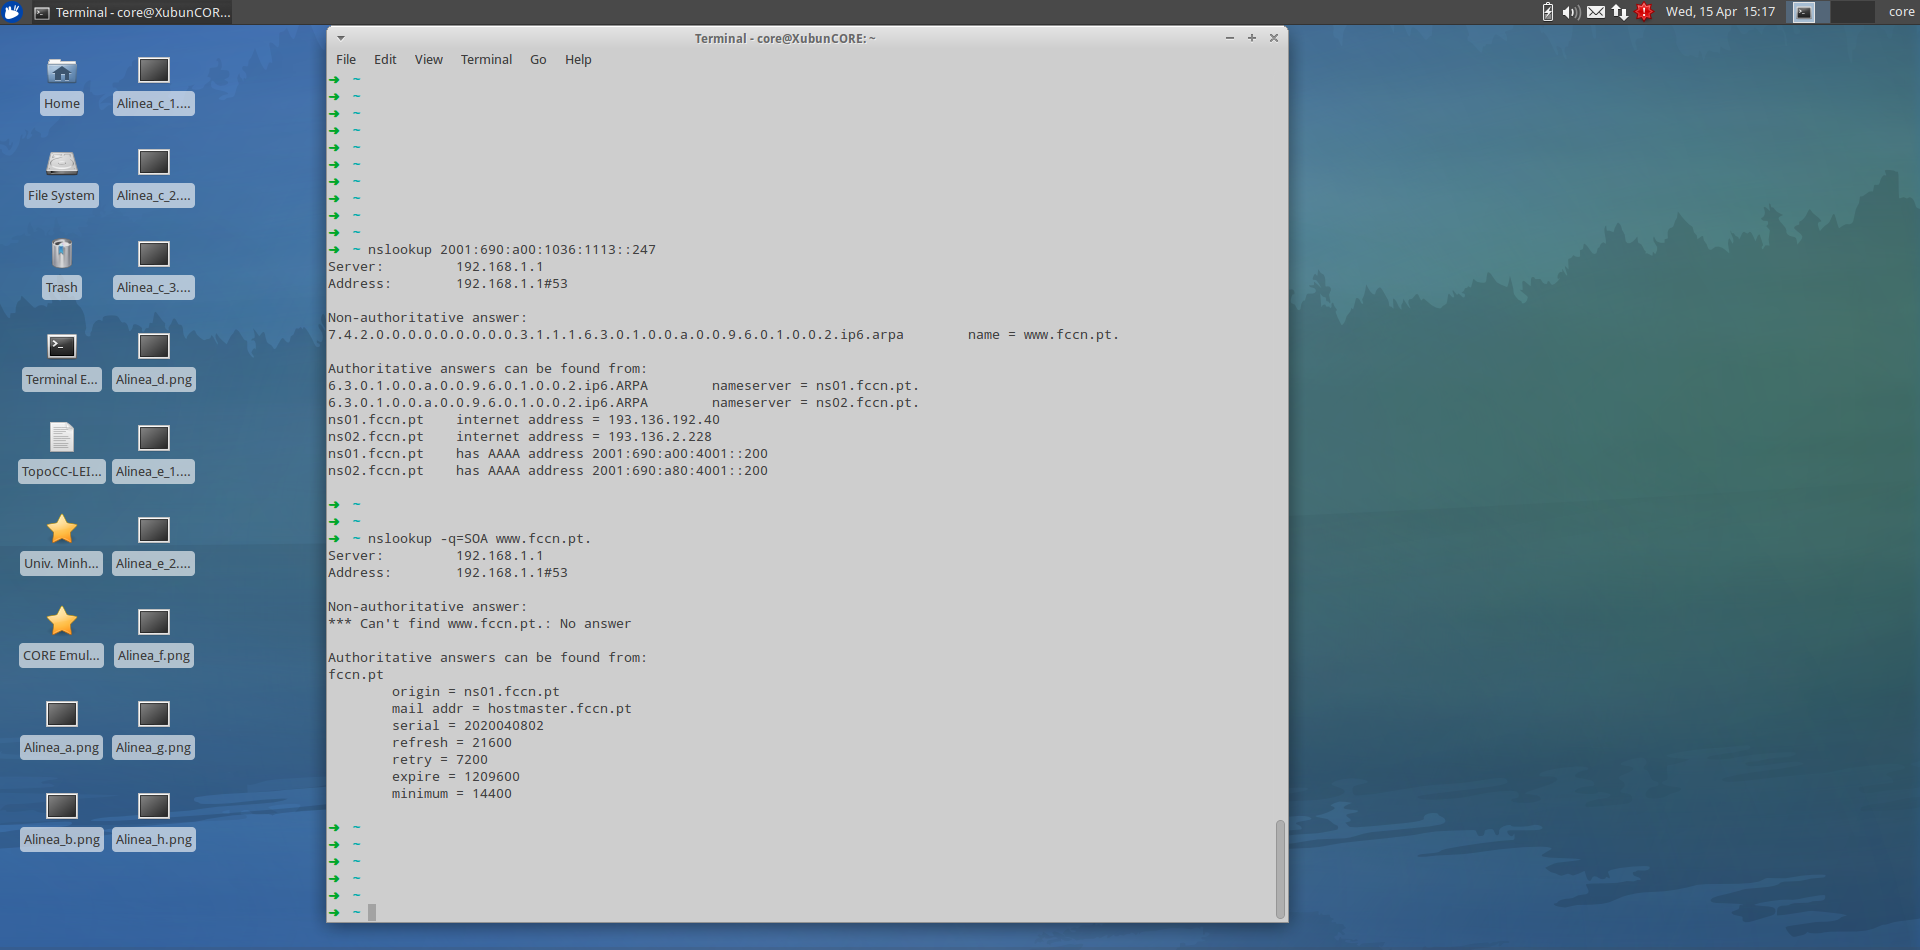 Terminal - core@XubunCOR...
Wed, 15 Apr 15:17
core
Home
Alinea_c_1....
File System
Alinea_c_2....
Trash
Alinea_c_3....
Terminal E...
Alinea_d.png
TopoCC-LEI...
Alinea_e_1....
Univ. Minh...
Alinea_e_2....
CORE Emul...
Alinea_f.png
Alinea_a.png
Alinea_g.png
Alinea_b.png
Alinea_h.png
Terminal - core@XubunCORE: ~
File Edit View Terminal Go Help
➜ ~
➜ ~
➜ ~
➜ ~
➜ ~
➜ ~
➜ ~
➜ ~
➜ ~
➜ ~
➜ ~ nslookup 2001:690:a00:1036:1113::247
Server: 192.168.1.1
Address: 192.168.1.1#53
Non-authoritative answer:
7.4.2.0.0.0.0.0.0.0.0.0.3.1.1.1.6.3.0.1.0.0.a.0.0.9.6.0.1.0.0.2.ip6.arpa name = www.fccn.pt.
Authoritative answers can be found from:
6.3.0.1.0.0.a.0.0.9.6.0.1.0.0.2.ip6.ARPA nameserver = ns01.fccn.pt.
6.3.0.1.0.0.a.0.0.9.6.0.1.0.0.2.ip6.ARPA nameserver = ns02.fccn.pt.
ns01.fccn.pt internet address = 193.136.192.40
ns02.fccn.pt internet address = 193.136.2.228
ns01.fccn.pt has AAAA address 2001:690:a00:4001::200
ns02.fccn.pt has AAAA address 2001:690:a80:4001::200
➜ ~
➜ ~
➜ ~ nslookup -q=SOA www.fccn.pt.
Server: 192.168.1.1
Address: 192.168.1.1#53
Non-authoritative answer:
*** Can't find www.fccn.pt.: No answer
Authoritative answers can be found from:
fccn.pt
origin = ns01.fccn.pt
mail addr = hostmaster.fccn.pt
serial = 2020040802
refresh = 21600
retry = 7200
expire = 1209600
minimum = 14400
➜ ~
➜ ~
➜ ~
➜ ~
➜ ~
➜ ~